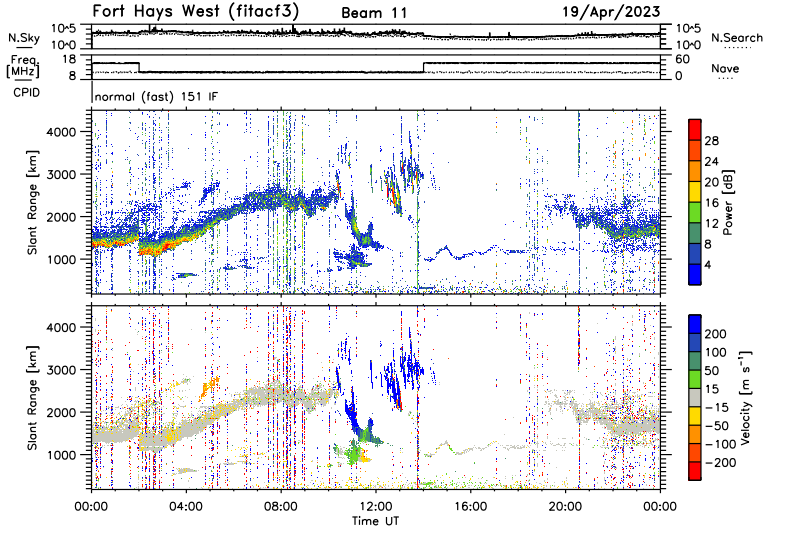 Fort Hays West (fitacf3) Beam 11 19/Apr/2023
N.Sky 10^5 10^0 10^5 10^0 N.Search
Freq. [MHz] 18 8 60 0 Nave
CPID normal (fast) 151 IF
Slant Range [km]
4000
3000
2000
1000
Power [dB]
28
24
20
16
12
8
4
Slant Range [km]
4000
3000
2000
1000
Velocity [m s⁻¹]
200
100
50
15
-15
-50
-100
-200
00:00 04:00 08:00 12:00 16:00 20:00 00:00
Time UT